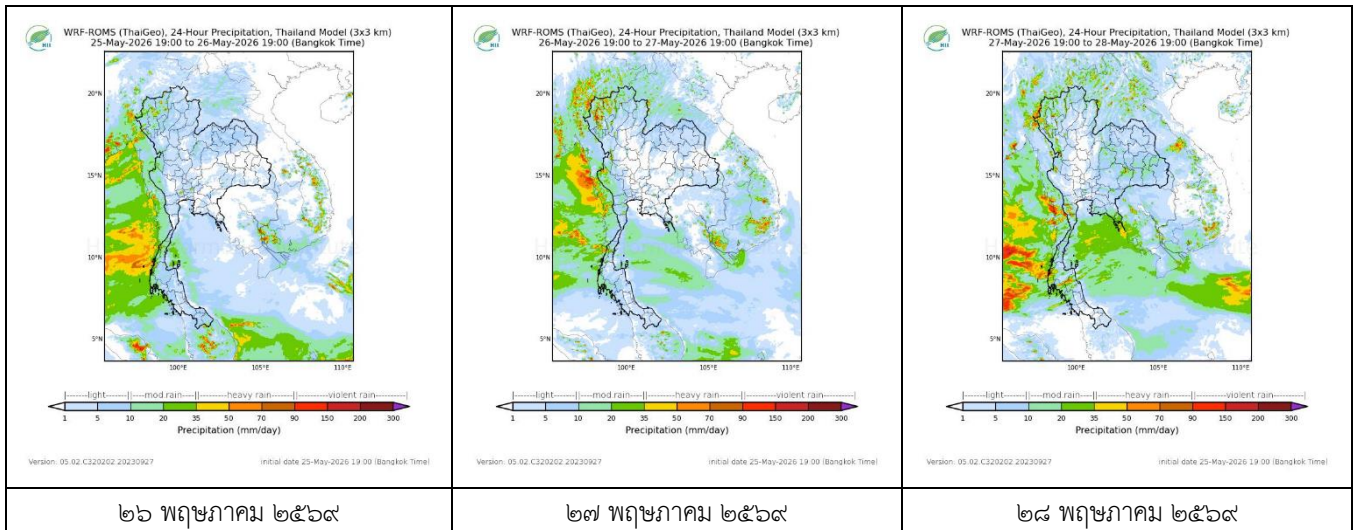 WRF-ROMS (ThaiGeo), 24-Hour Precipitation, Thailand Model (3x3 km)
25-May-2026 19:00 to 26-May-2026 19:00 (Bangkok Time)
20°N
15°N
10°N
5°N
100°E 105°E 110°E
|--------light------||---mod rain---||------heavy rain------||------violent rain------|
1 5 10 20 35 50 70 90 150 200 300
Precipitation (mm/day)
Version: 05.02.C320202.20230927 initial date 25-May-2026 19:00 (Bangkok Time)
๒๖ พฤษภาคม ๒๕๖๙
WRF-ROMS (ThaiGeo), 24-Hour Precipitation, Thailand Model (3x3 km)
26-May-2026 19:00 to 27-May-2026 19:00 (Bangkok Time)
20°N
15°N
10°N
5°N
100°E 105°E 110°E
|--------light------||---mod rain---||------heavy rain------||------violent rain------|
1 5 10 20 35 50 70 90 150 200 300
Precipitation (mm/day)
Version: 05.02.C320202.20230927 initial date 25-May-2026 19:00 (Bangkok Time)
๒๗ พฤษภาคม ๒๕๖๙
WRF-ROMS (ThaiGeo), 24-Hour Precipitation, Thailand Model (3x3 km)
27-May-2026 19:00 to 28-May-2026 19:00 (Bangkok Time)
20°N
15°N
10°N
5°N
100°E 105°E 110°E
|--------light------||---mod rain---||------heavy rain------||------violent rain------|
1 5 10 20 35 50 70 90 150 200 300
Precipitation (mm/day)
Version: 05.02.C320202.20230927 initial date 25-May-2026 19:00 (Bangkok Time)
๒๘ พฤษภาคม ๒๕๖๙